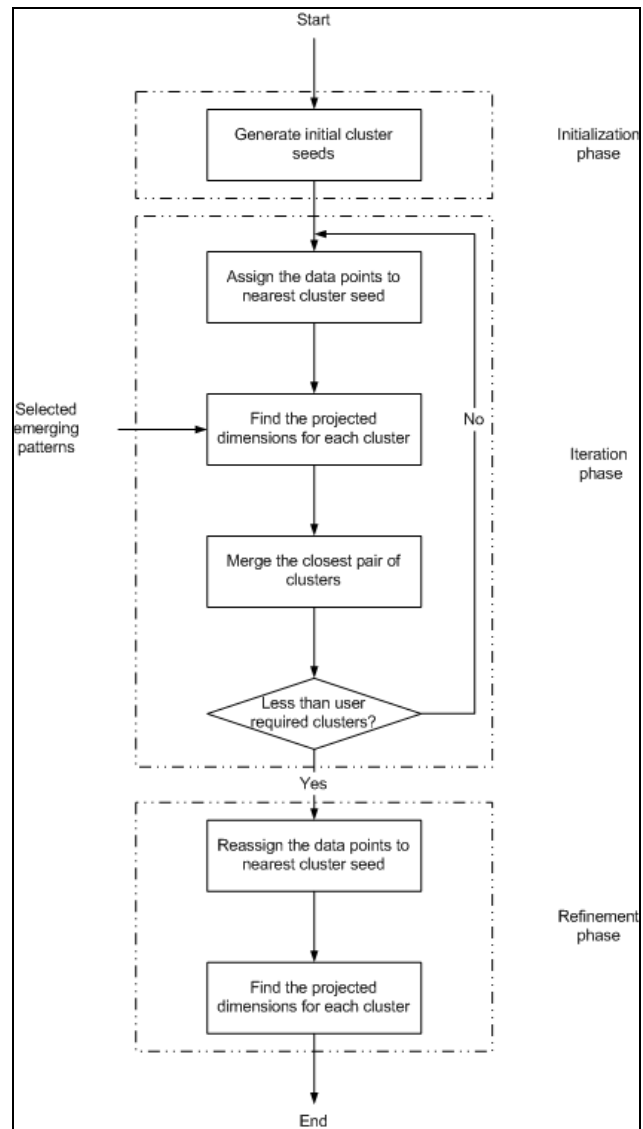 Start
Generate initial cluster
seeds
Initialization
phase
Assign the data points to
nearest cluster seed
Selected
emerging
patterns
Find the projected
dimensions for each cluster
No
Iteration
phase
Merge the closest pair of
clusters
Less than user
required clusters?
Yes
Reassign the data points to
nearest cluster seed
Refinement
phase
Find the projected
dimensions for each cluster
End